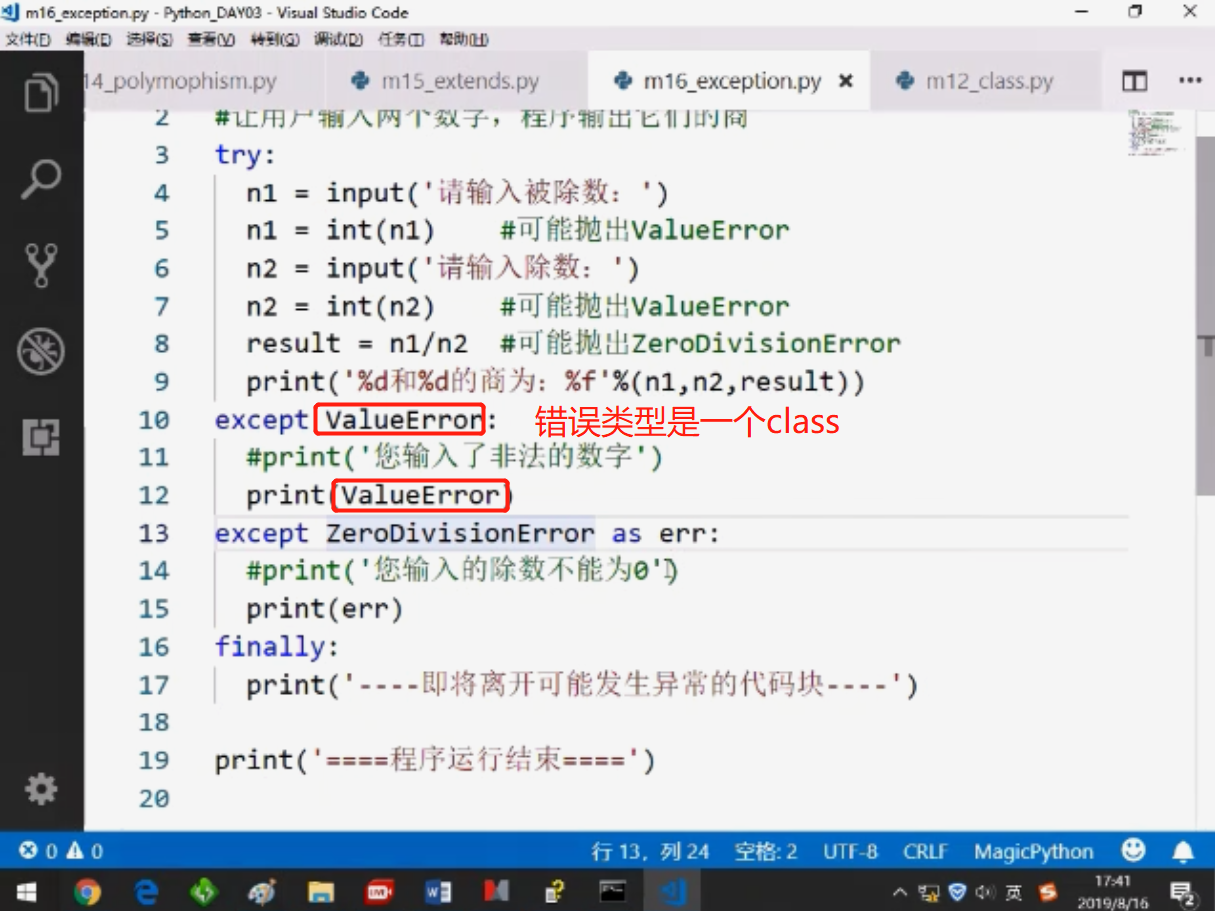 m16_exception.py - Python_DAY03 - Visual Studio Code
文件(F) 编辑(E) 选择(S) 查看(V) 转到(G) 调试(D) 任务(T) 帮助(H)
14_polymophism.py m15_extends.py m16_exception.py m12_class.py
2 #让用户输入两个数字，程序输出它们的商
3 try:
4 n1 = input('请输入被除数：')
5 n1 = int(n1) #可能抛出ValueError
6 n2 = input('请输入除数：')
7 n2 = int(n2) #可能抛出ValueError
8 result = n1/n2 #可能抛出ZeroDivisionError
9 print('%d和%d的商为：%f'%(n1,n2,result))
10 except ValueError: 错误类型是一个class
11 #print('您输入了非法的数字')
12 print(ValueError)
13 except ZeroDivisionError as err:
14 #print('您输入的除数不能为0')
15 print(err)
16 finally:
17 print('----即将离开可能发生异常的代码块----')
18
19 print('====程序运行结束====')
20
0 0 行 13，列 24 空格: 2 UTF-8 CRLF MagicPython
英 17:41
2019/8/16 2